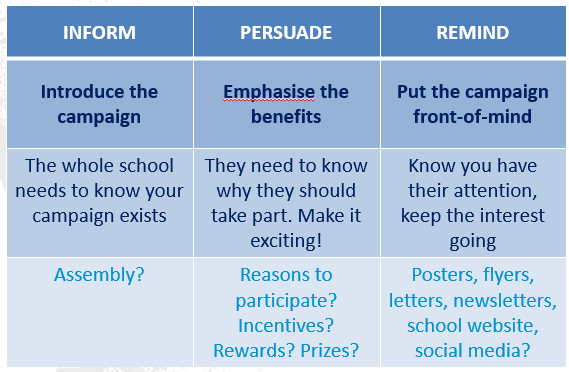 INFORM
PERSUADE
REMIND
Introduce the
campaign
Emphasise the
benefits
Put the campaign
front-of-mind
The whole school
needs to know your
campaign exists
They need to know
why they should
take part. Make it
exciting!
Know you have
their attention,
keep the interest
going
Assembly?
Reasons to
participate?
Incentives?
Rewards? Prizes?
Posters, flyers,
letters, newsletters,
school website,
social media?